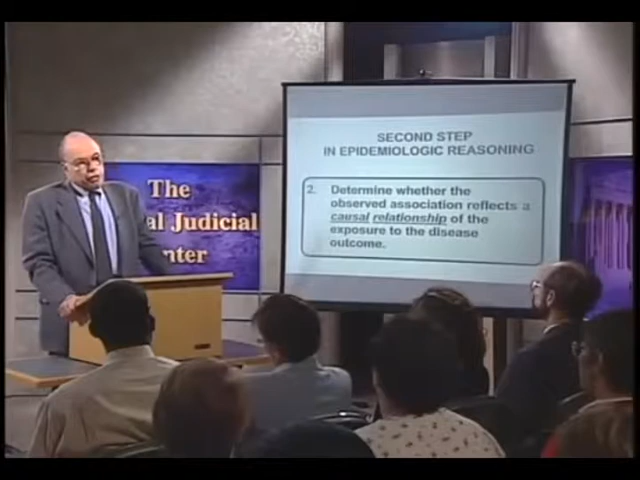 The
al Judicial
nter
SECOND STEP
IN EPIDEMIOLOGIC REASONING
2. Determine whether the
observed association reflects a
causal relationship of the
exposure to the disease
outcome.